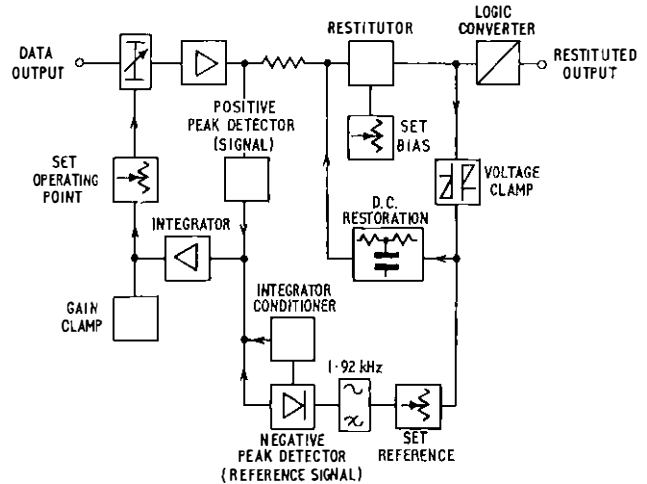 DATA
OUTPUT
RESTITUTOR
LOGIC
CONVERTER
RESTITUTED
OUTPUT
POSITIVE
PEAK DETECTOR
(SIGNAL)
SET
BIAS
SET
OPERATING
POINT
VOLTAGE
CLAMP
D.C.
RESTORATION
INTEGRATOR
GAIN
CLAMP
INTEGRATOR
CONDITIONER
1·92 kHz
NEGATIVE
PEAK DETECTOR
(REFERENCE SIGNAL)
SET
REFERENCE